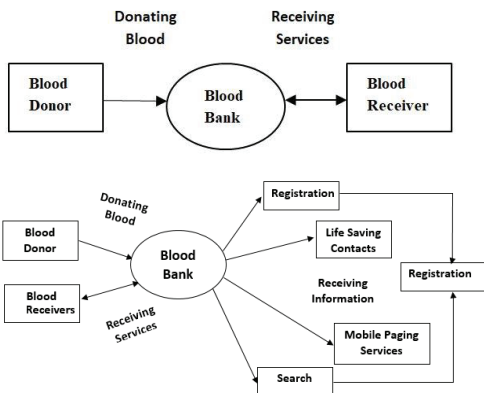 Donating
Blood
Receiving
Services
Blood
Donor
Blood
Bank
Blood
Receiver
Donating
Blood
Registration
Blood
Donor
Life Saving
Contacts
Blood
Bank
Registration
Receiving
Information
Blood
Receivers
Receiving
Services
Mobile Paging
Services
Search